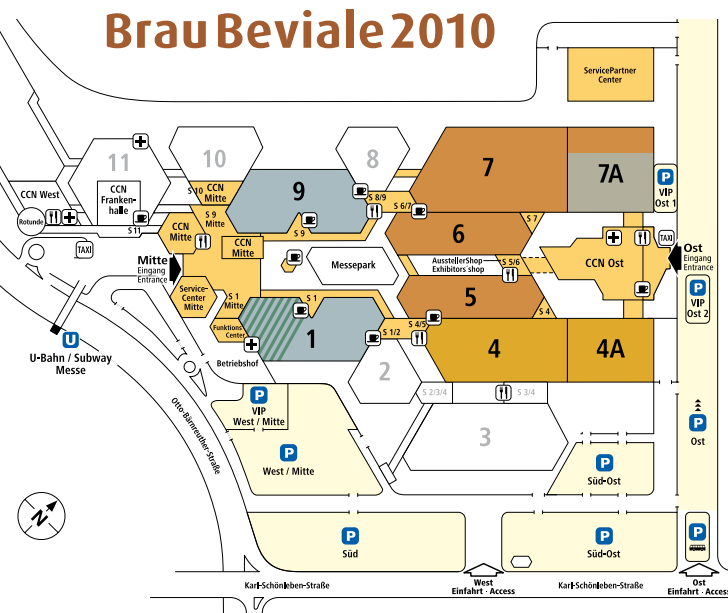 Brau Beviale 2010
ServicePartner
Center
11
10
8
9
7
7A
CCN West
CCN
Franken-
halle
S 10
CCN
Mitte
S 8/9
S 6/7
P
VIP
Ost 1
Rotunde
S 11
S 9
Mitte
S 9
S 7
CCN
Mitte
CCN
Mitte
6
TAXI
TAXI
Mitte
Eingang
Entrance
Messepark
AusstellerShop
Exhibitors'shop
S 5/6
CCN Ost
Ost
Eingang
Entrance
Service-
Center
Mitte
S 1
Mitte
S 1
5
S 4
P
VIP
Ost 2
Funktions-
Center
1
S 1/2
S 4/5
4
4A
U
U-Bahn / Subway
Messe
Betriebshof
2
S 2/3/4
S 3/4
3
P
VIP
West / Mitte
P
West / Mitte
P
Ost
P
Süd-Ost
Otto-Bärnreuther-Straße
N
P
Süd
P
Süd-Ost
P
Karl-Schönleben-Straße
West
Einfahrt · Access
Karl-Schönleben-Straße
Ost
Einfahrt · Access